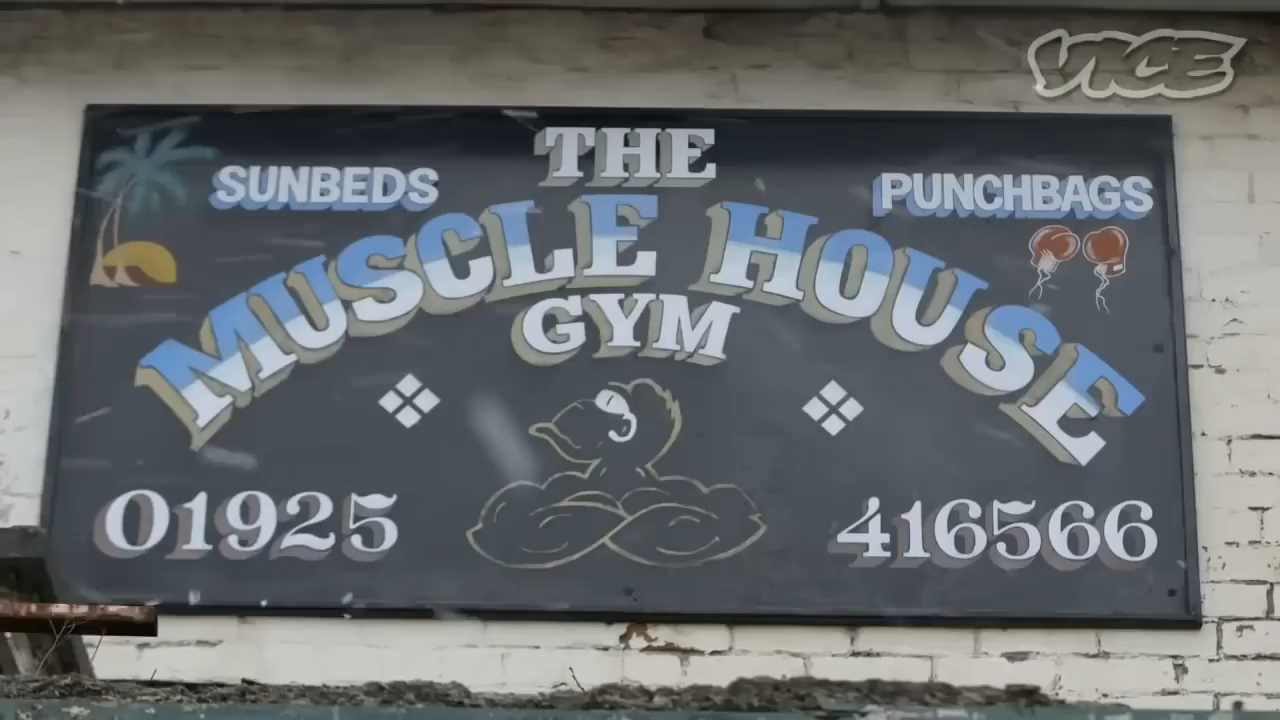 VICE
THE
SUNBEDS
PUNCHBAGS
MUSCLE HOUSE
GYM
01925
416566